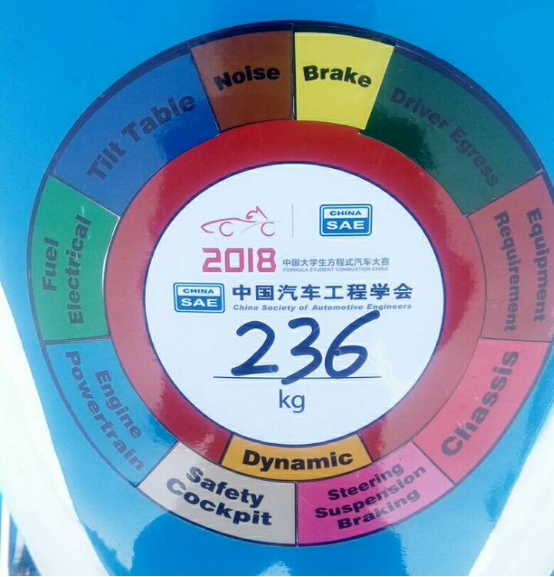 Noise
Brake
Tilt Table
Driver Egress
Fuel
Electrical
Equipment
Requirement
CHINA
SAE
2018 中国大学生方程式汽车大赛
FORMULA STUDENT COMBUSTION CHINA
CHINA
SAE
中国汽车工程学会
China Society of Automotive Engineers
236
kg
Engine
Powertrain
Chassis
Dynamic
Safety
Cockpit
Steering
Suspension
Braking